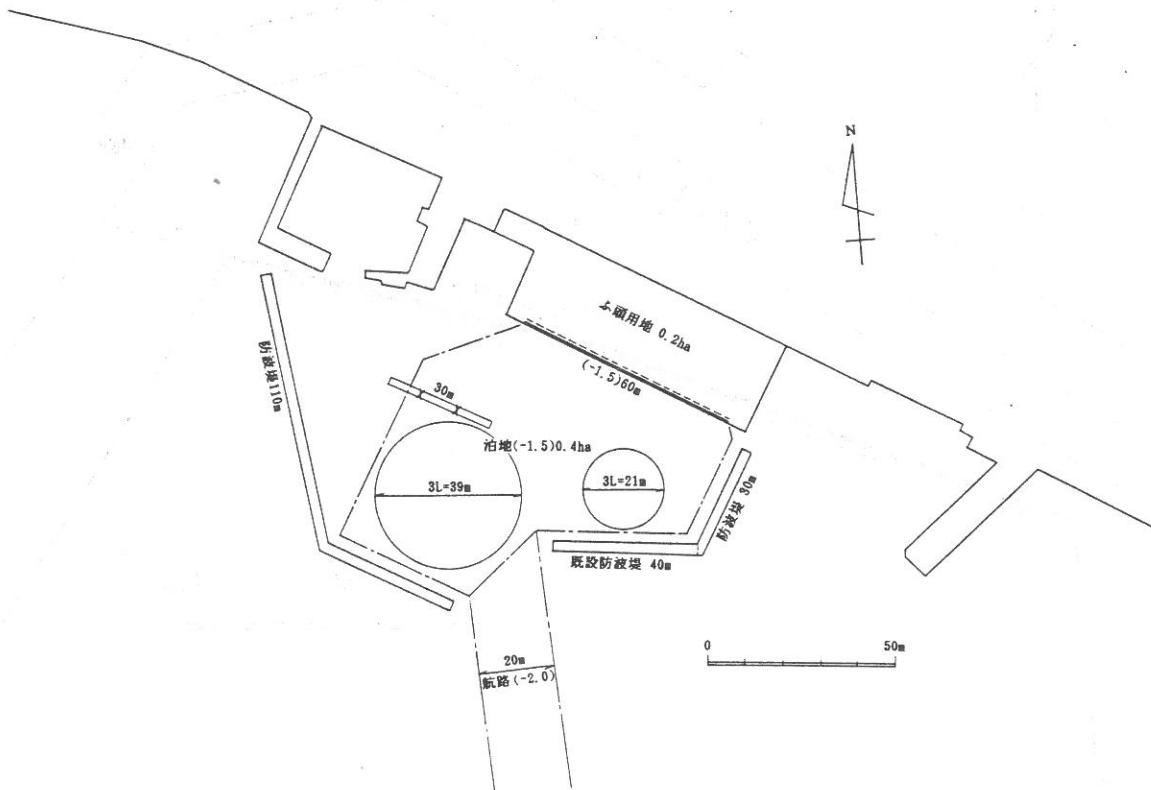 N
ふ頭用地 0.2ha
(-1.5)60m
防波堤110m
30m
泊地(-1.5)0.4ha
3L=39m
3L=21m
防波堤 30m
既設防波堤 40m
0 50m
20m
航路(-2.0)